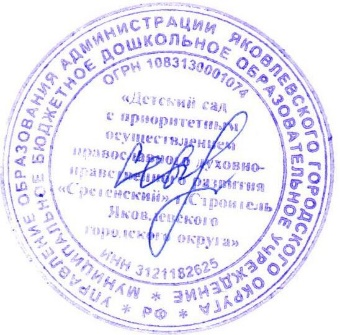 УПРАВЛЕНИЕ ОБРАЗОВАНИЯ АДМИНИСТРАЦИИ ЯКОВЛЕВСКОГО ГОРОДСКОГО ОКРУГА
* РФ * МУНИЦИПАЛЬНОЕ БЮДЖЕТНОЕ ДОШКОЛЬНОЕ ОБРАЗОВАТЕЛЬНОЕ УЧРЕЖДЕНИЕ *
ОГРН 1083130001074
«Детский сад
с приоритетным
осуществлением
православного духовно-
нравственного развития
«Сретенский» г. Строитель
Яковлевского
городского округа»
ИНН 3121182625